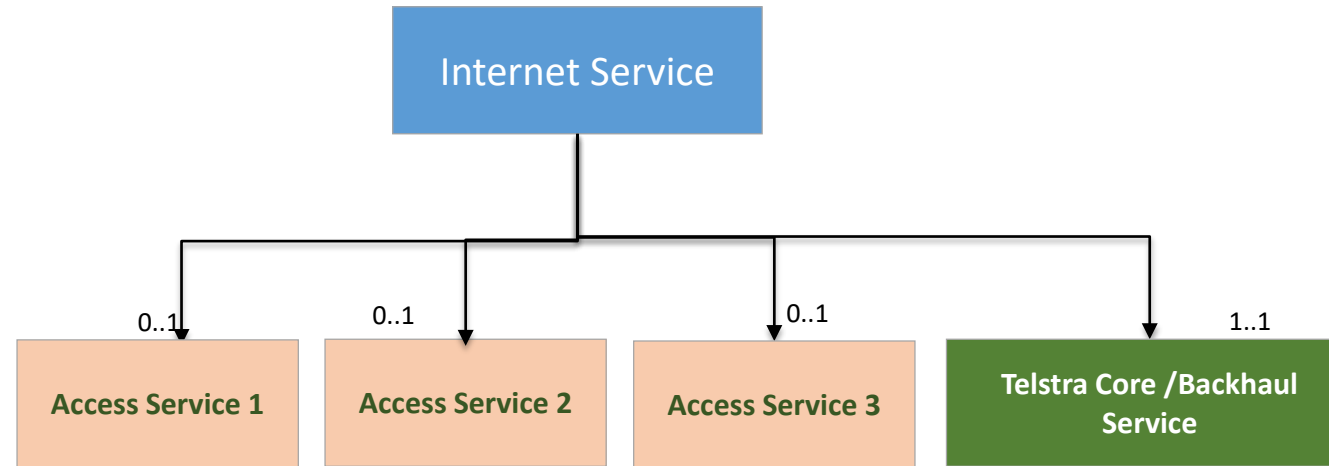 Internet Service
0..1
0..1
0..1
1..1
Access Service 1
Access Service 2
Access Service 3
Telstra Core /Backhaul
Service